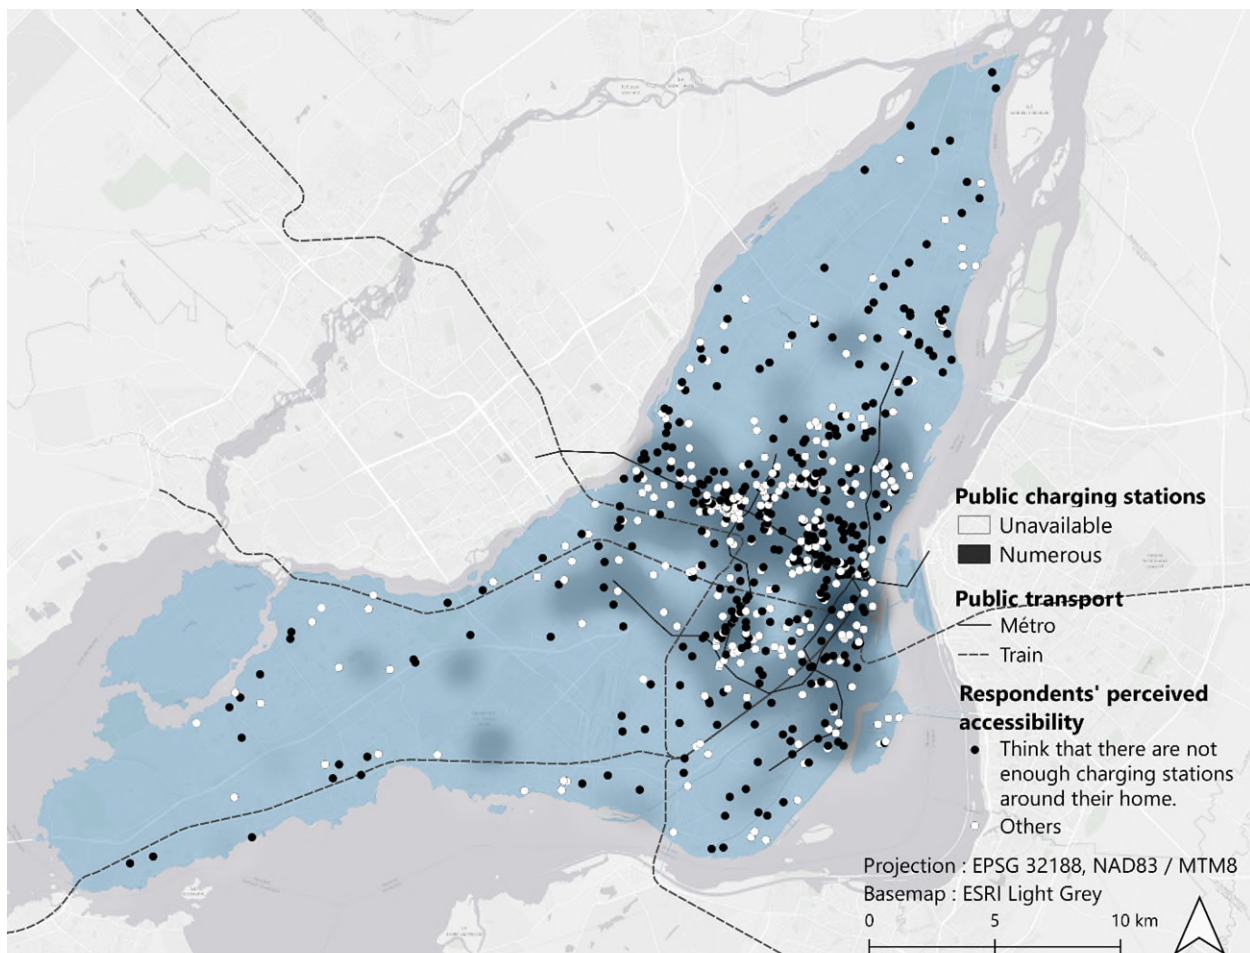 Public charging stations
Unavailable
Numerous
Public transport
Métro
Train
Respondents' perceived
accessibility
Think that there are not
enough charging stations
around their home.
Others
Projection : EPSG 32188, NAD83 / MTM8
Basemap : ESRI Light Grey
0 5 10 km